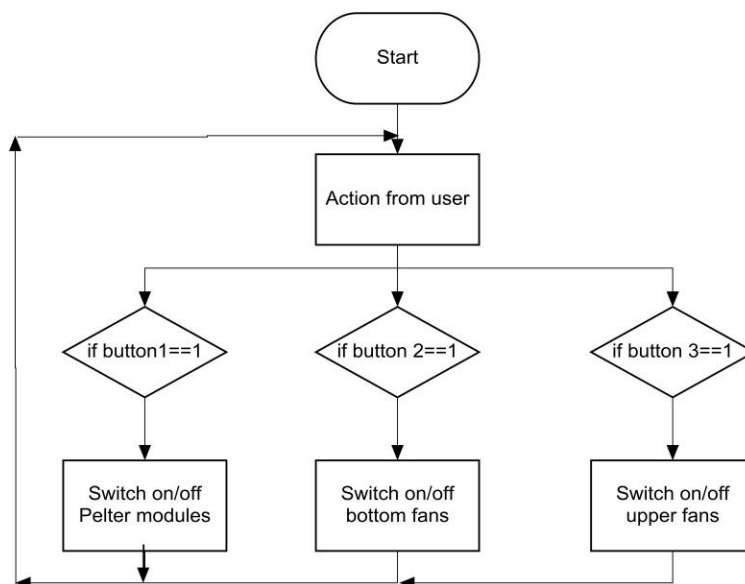 Start
Action from user
if button1==1
if button 2==1
if button 3==1
Switch on/off
Pelter modules
Switch on/off
bottom fans
Switch on/off
upper fans